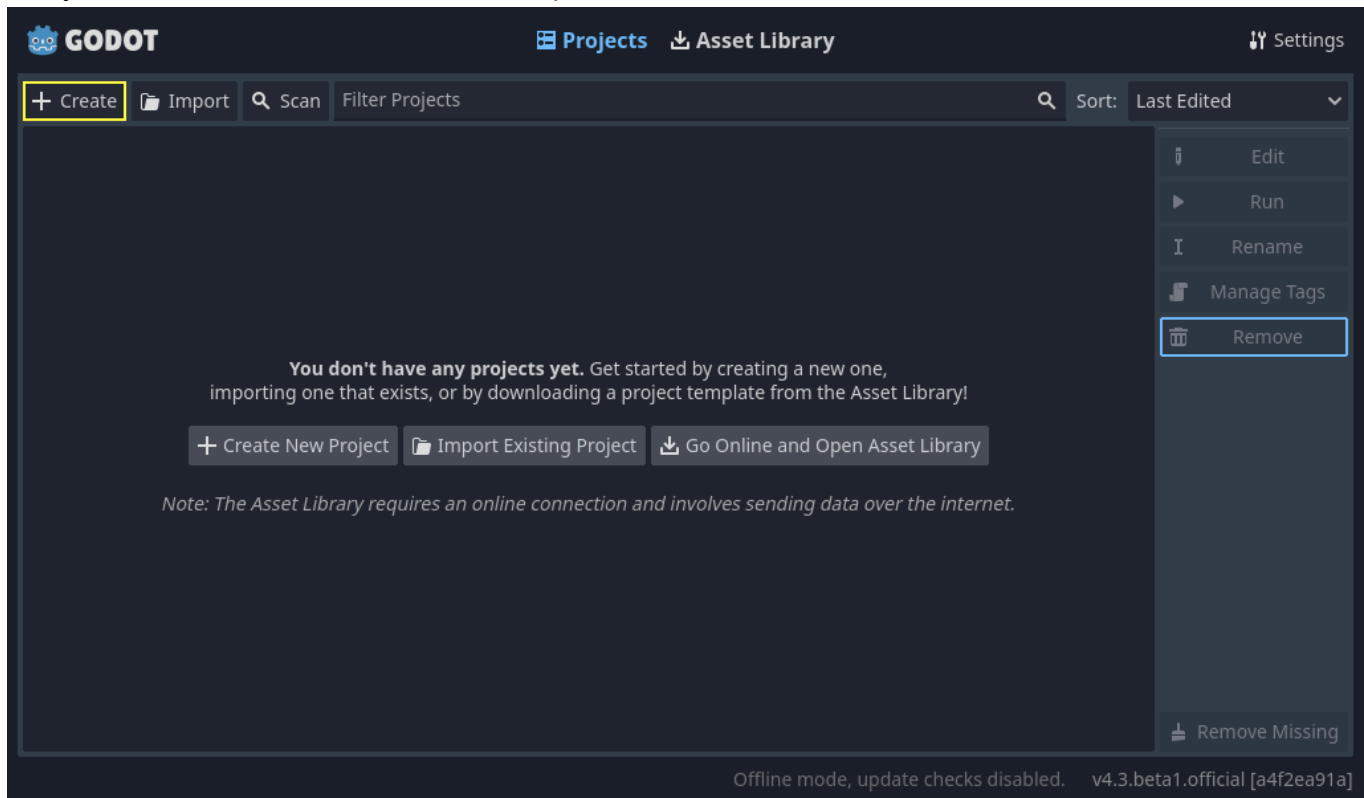 GODOT
Projects
Asset Library
Settings
Create
Import
Scan
Filter Projects
Sort:
Last Edited
Edit
Run
Rename
Manage Tags
Remove
You don't have any projects yet. Get started by creating a new one,
importing one that exists, or by downloading a project template from the Asset Library!
Create New Project
Import Existing Project
Go Online and Open Asset Library
Note: The Asset Library requires an online connection and involves sending data over the internet.
Remove Missing
Offline mode, update checks disabled.
v4.3.beta1.official [a4f2ea91a]